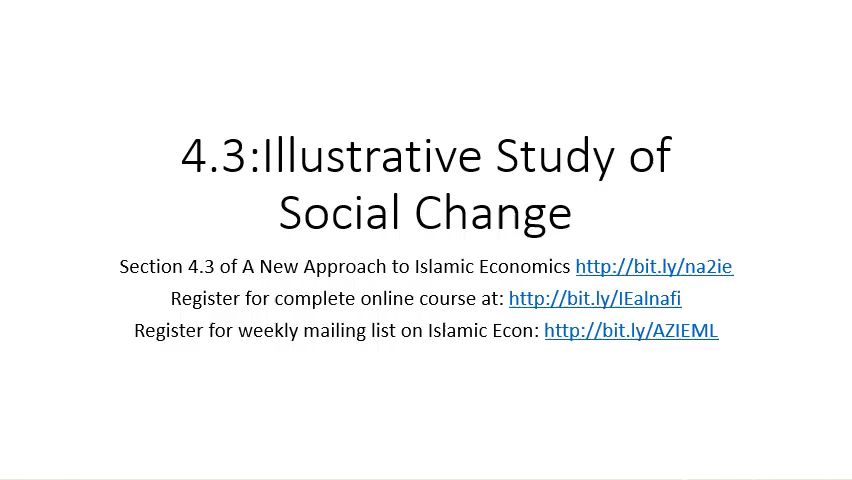 4.3:Illustrative Study of
Social Change
Section 4.3 of A New Approach to Islamic Economics http://bit.ly/na2ie
Register for complete online course at: http://bit.ly/IEalnafi
Register for weekly mailing list on Islamic Econ: http://bit.ly/AZIEML